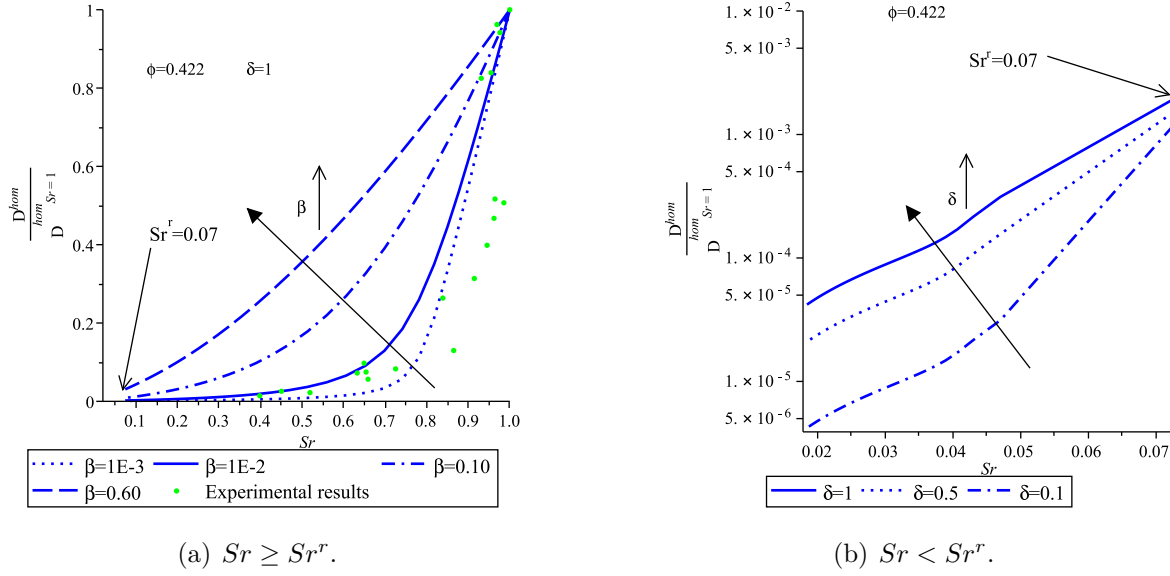 1
0.8
0.6
0.4
0.2
0
ϕ=0.422 δ=1
D^hom
D^hom_Sr = 1
Sr^r=0.07
β
0.1 0.2 0.3 0.4 0.5 0.6 0.7 0.8 0.9 1.0
Sr
β=1E-3 β=1E-2 β=0.10
β=0.60 Experimental results
(a) Sr ≥ Sr^r.
ϕ=0.422
1. × 10^-2
5. × 10^-3
1. × 10^-3
5. × 10^-4
1. × 10^-4
5. × 10^-5
1. × 10^-5
5. × 10^-6
Sr^r=0.07
D^hom
D^hom_Sr = 1
δ
0.02 0.03 0.04 0.05 0.06 0.07
Sr
δ=1 δ=0.5 δ=0.1
(b) Sr < Sr^r.